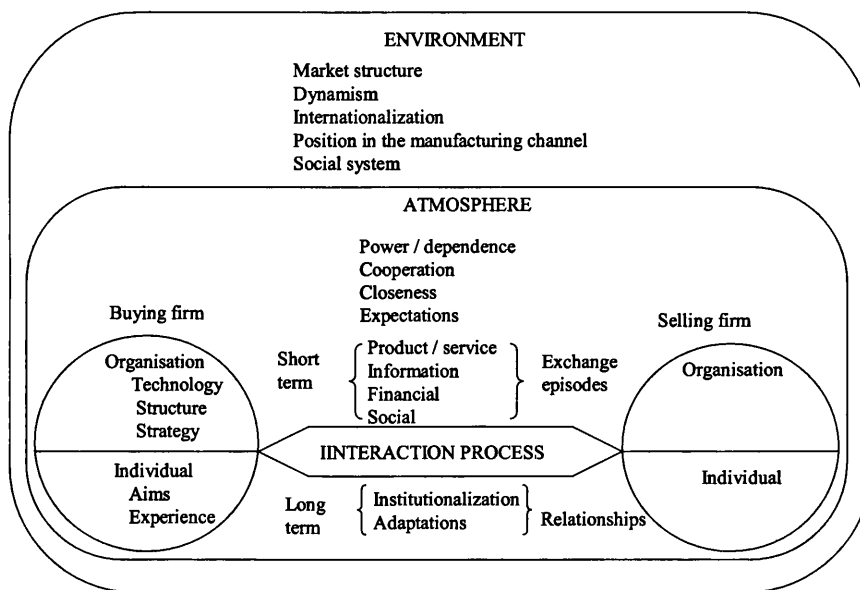 ENVIRONMENT
Market structure
Dynamism
Internationalization
Position in the manufacturing channel
Social system
ATMOSPHERE
Power / dependence
Cooperation
Closeness
Expectations
Buying firm
Selling firm
Organisation
Technology
Structure
Strategy
Short
term
Product / service
Information
Financial
Social
Exchange
episodes
Organisation
IINTERACTION PROCESS
Individual
Aims
Experience
Long
term
Institutionalization
Adaptations
Relationships
Individual